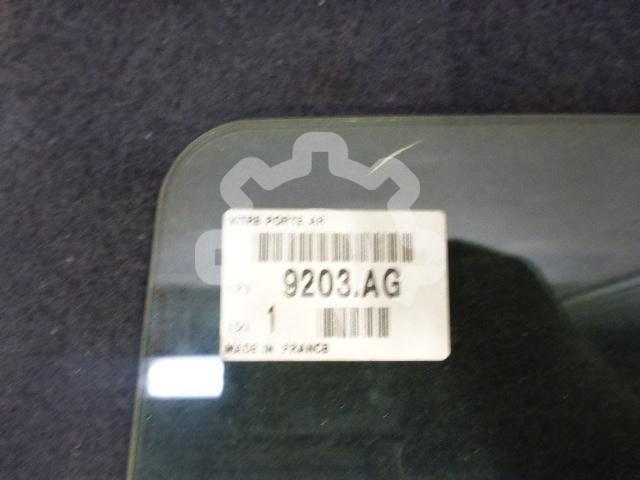 VITRE PORTE AR
(P) 9203.AG
(Q) 1
MADE IN FRANCE